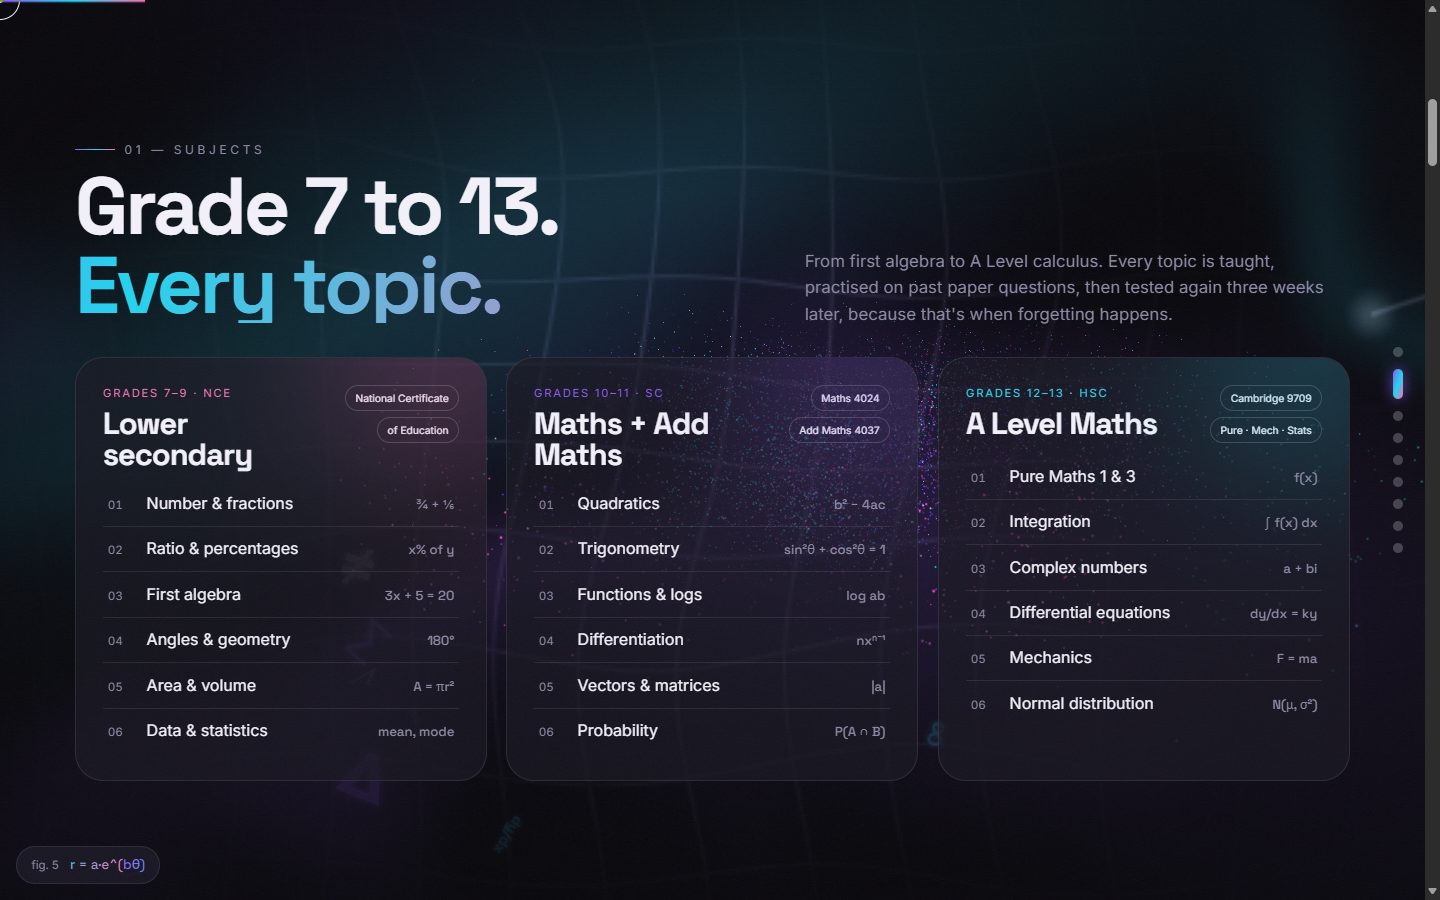 01 — SUBJECTS
Grade 7 to 13.
Every topic.
From first algebra to A Level calculus. Every topic is taught,
practised on past paper questions, then tested again three weeks
later, because that's when forgetting happens.
GRADES 7–9 · NCE
National Certificate
of Education
Lower
secondary
01 Number & fractions ¾ + ⅙
02 Ratio & percentages x% of y
03 First algebra 3x + 5 = 20
04 Angles & geometry 180°
05 Area & volume A = πr²
06 Data & statistics mean, mode
GRADES 10–11 · SC
Maths 4024
Add Maths 4037
Maths + Add
Maths
01 Quadratics b² − 4ac
02 Trigonometry sin²θ + cos²θ = 1
03 Functions & logs log ab
04 Differentiation nxⁿ⁻¹
05 Vectors & matrices |a|
06 Probability P(A ∩ B)
GRADES 12–13 · HSC
Cambridge 9709
Pure · Mech · Stats
A Level Maths
01 Pure Maths 1 & 3 f(x)
02 Integration ∫ f(x) dx
03 Complex numbers a + bi
04 Differential equations dy/dx = ky
05 Mechanics F = ma
06 Normal distribution N(μ, σ²)
dy/dx
fig. 5 r = a·e^(bθ)